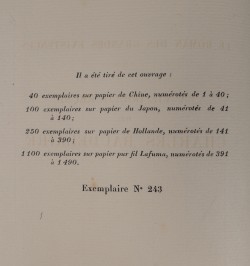 Il a été tiré de cet ouvrage :
40 exemplaires sur papier de Chine, numérotés de 1 à 40 ;
100 exemplaires sur papier du Japon, numérotés de 41
à 140 ;
250 exemplaires sur papier de Hollande, numérotés de 141
à 390 ;
1100 exemplaires sur papier pur fil Lafuma, numérotés de 391
à 1490.
Exemplaire N° 243